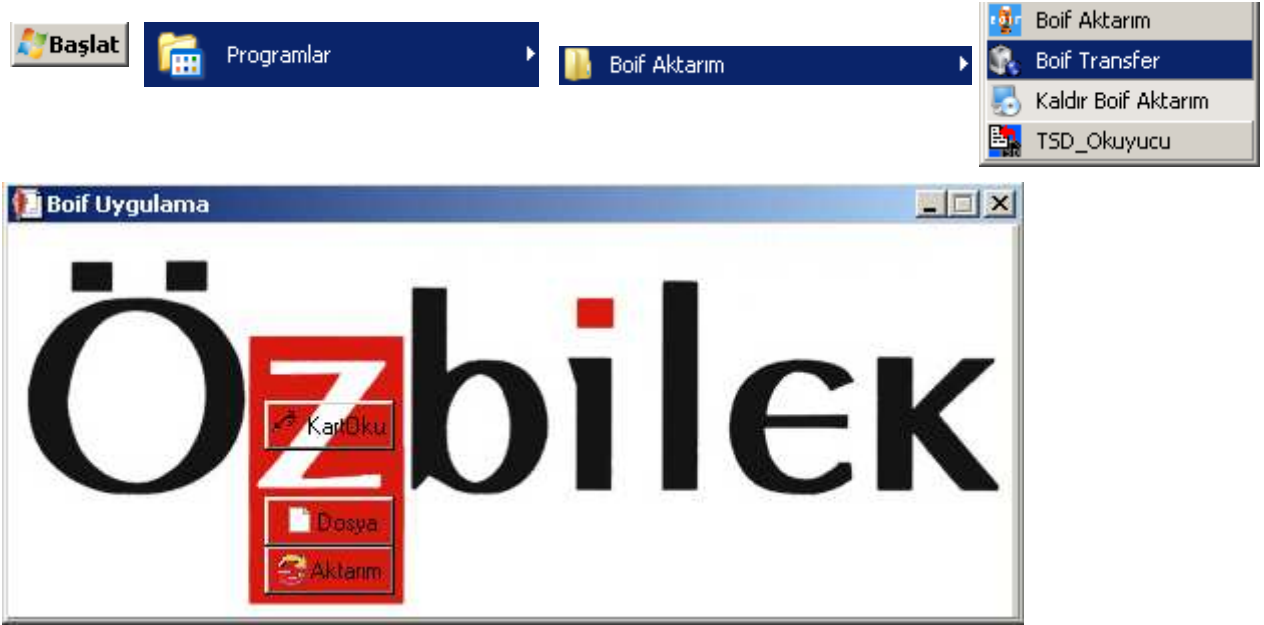 Başlat
Programlar
Boif Aktarım
Boif Aktarım
Boif Transfer
Kaldır Boif Aktarım
TSD_Okuyucu
Boif Uygulama
Özbilek
KartOku
Dosya
Aktarım